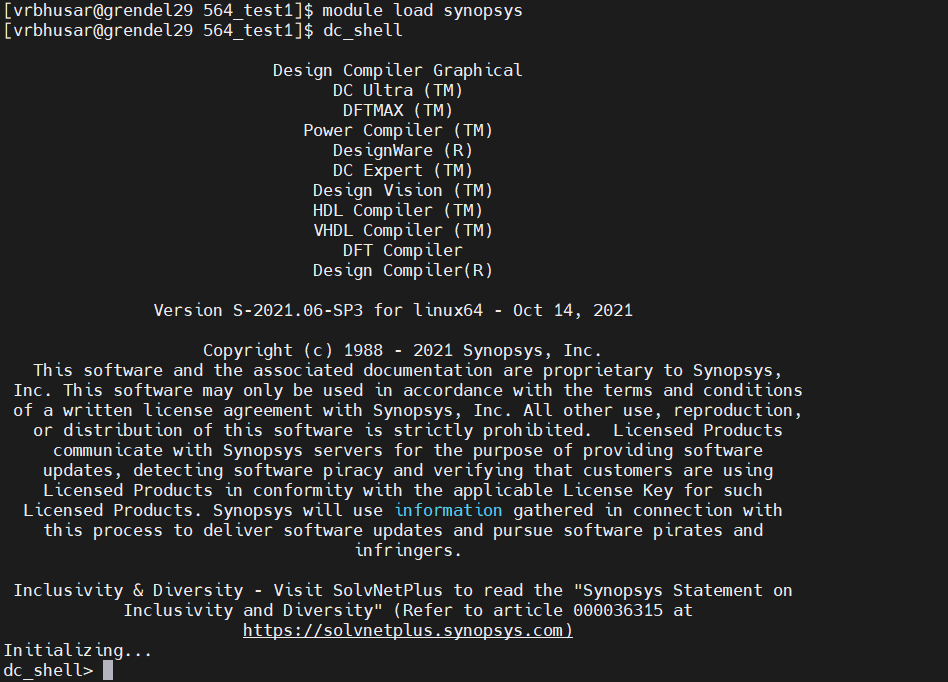 [vrbhusar@grendel29 564_test1]$ module load synopsys
[vrbhusar@grendel29 564_test1]$ dc_shell
Design Compiler Graphical
DC Ultra (TM)
DFTMAX (TM)
Power Compiler (TM)
DesignWare (R)
DC Expert (TM)
Design Vision (TM)
HDL Compiler (TM)
VHDL Compiler (TM)
DFT Compiler
Design Compiler(R)
Version S-2021.06-SP3 for linux64 - Oct 14, 2021
Copyright (c) 1988 - 2021 Synopsys, Inc.
This software and the associated documentation are proprietary to Synopsys,
Inc. This software may only be used in accordance with the terms and conditions
of a written license agreement with Synopsys, Inc. All other use, reproduction,
or distribution of this software is strictly prohibited.  Licensed Products
communicate with Synopsys servers for the purpose of providing software
updates, detecting software piracy and verifying that customers are using
Licensed Products in conformity with the applicable License Key for such
Licensed Products. Synopsys will use information gathered in connection with
this process to deliver software updates and pursue software pirates and
infringers.
Inclusivity & Diversity - Visit SolvNetPlus to read the "Synopsys Statement on
Inclusivity and Diversity" (Refer to article 000036315 at
https://solvnetplus.synopsys.com)
Initializing...
dc_shell>